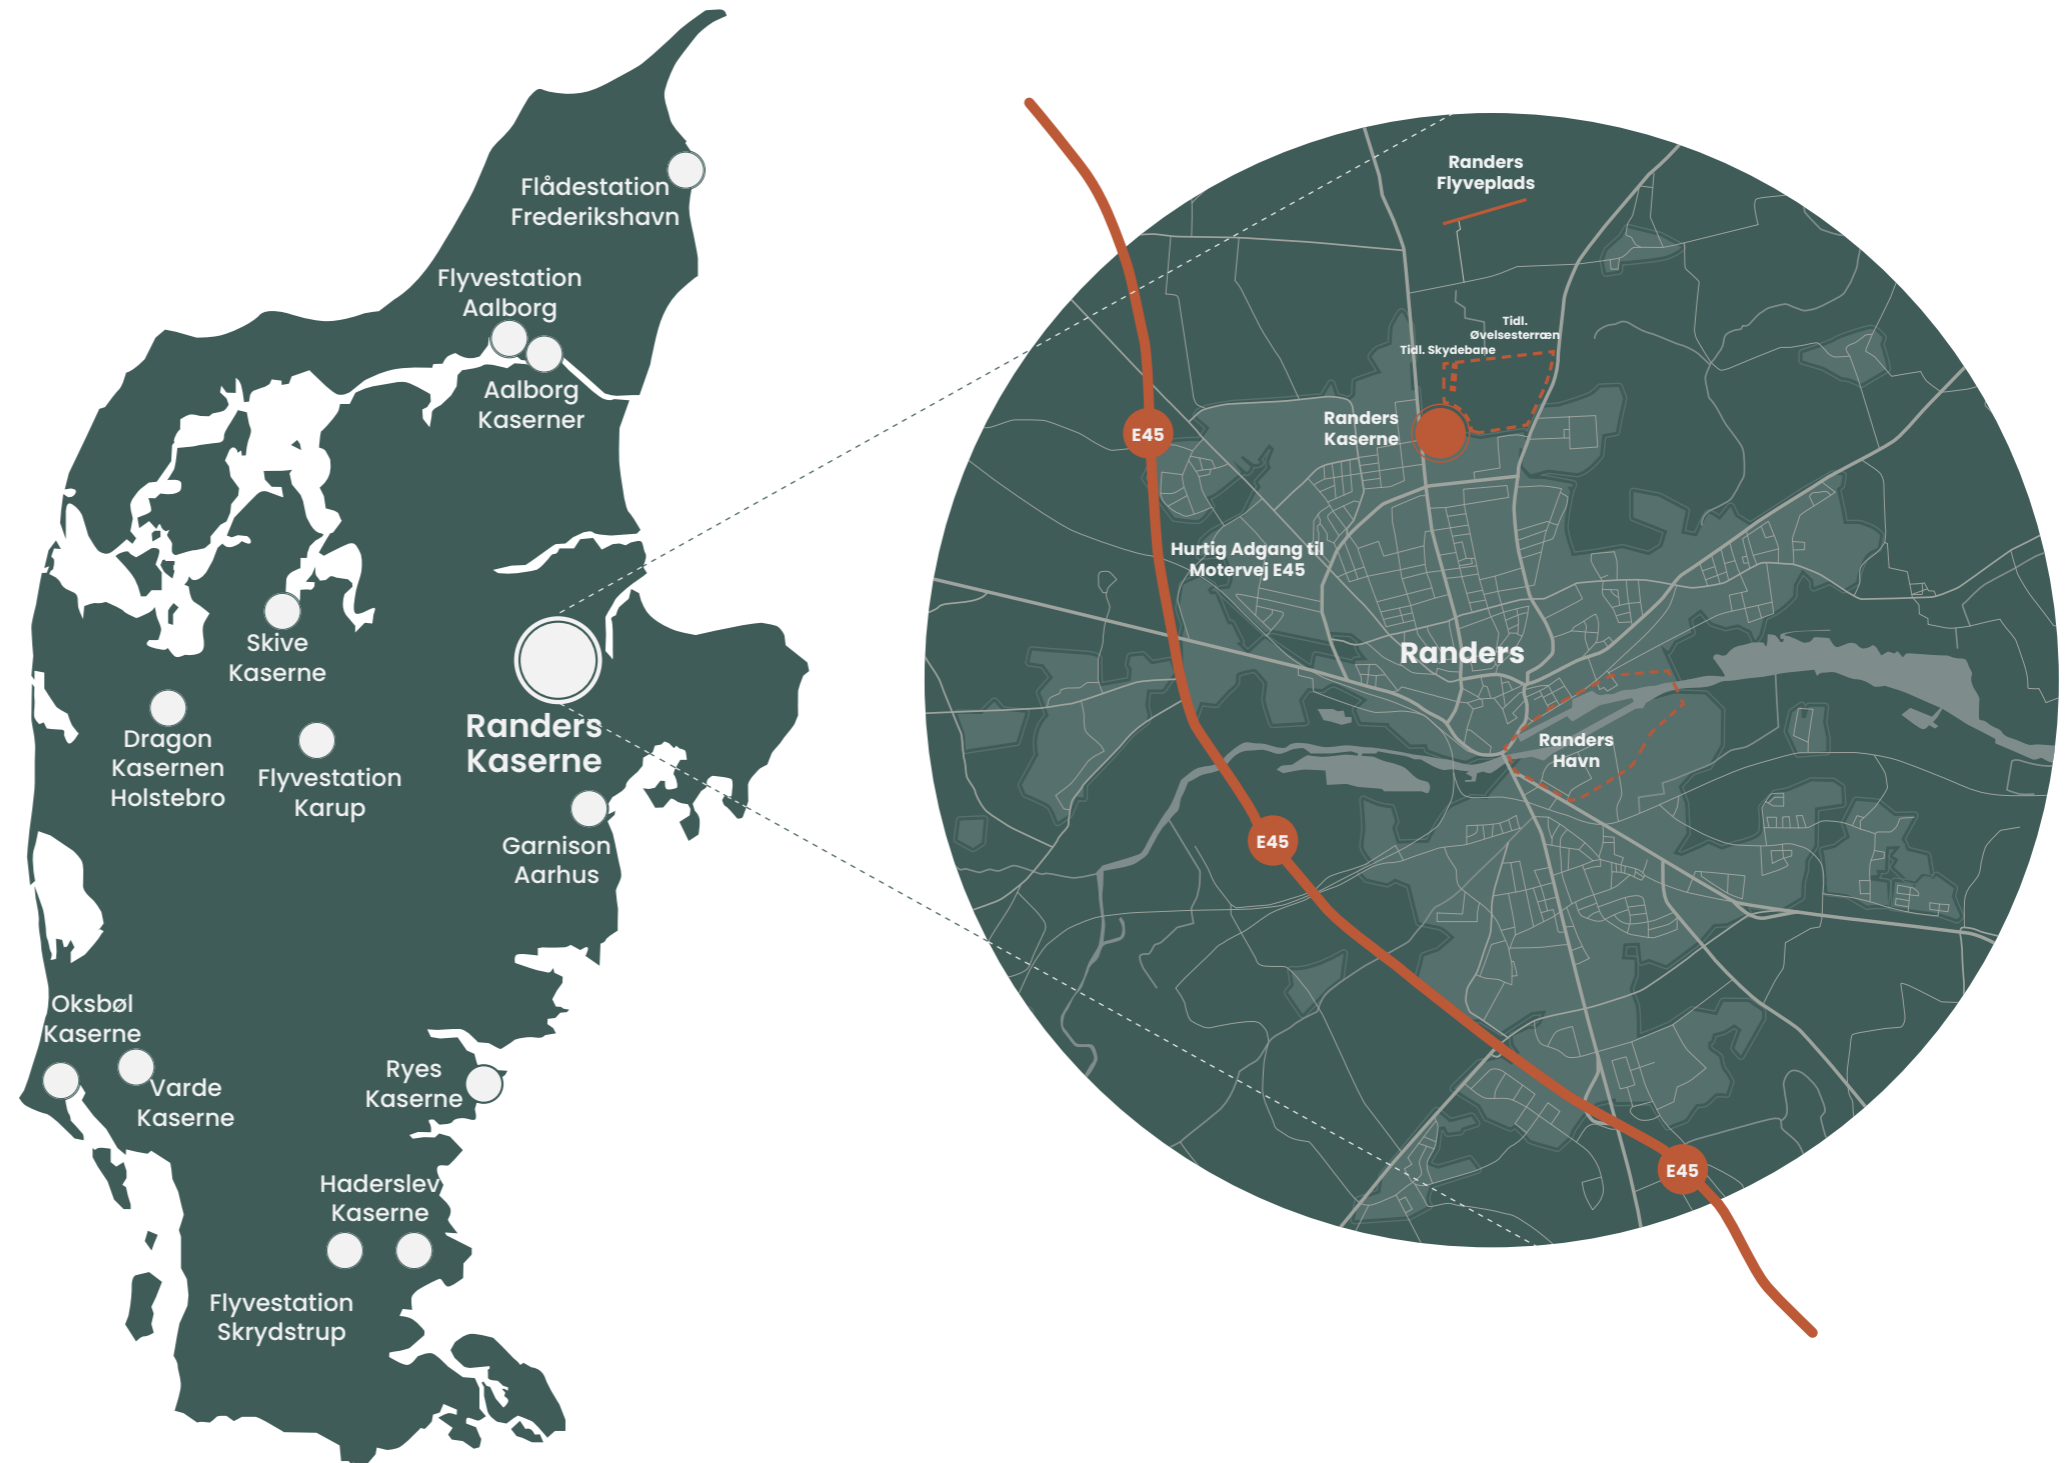 Flådestation
Frederikshavn
Flyvestation
Aalborg
Aalborg
Kaserner
Skive
Kaserne
Dragon
Kasernen
Holstebro
Flyvestation
Karup
Randers
Kaserne
Garnison
Aarhus
Oksbøl
Kaserne
Varde
Kaserne
Ryes
Kaserne
Haderslev
Kaserne
Flyvestation
Skrydstrup
Randers
Flyveplads
Tidl.
Øvelsesterræn
Tidl. Skydebane
Randers
Kaserne
E45
Hurtig Adgang til
Motervej E45
Randers
Randers
Havn
E45
E45